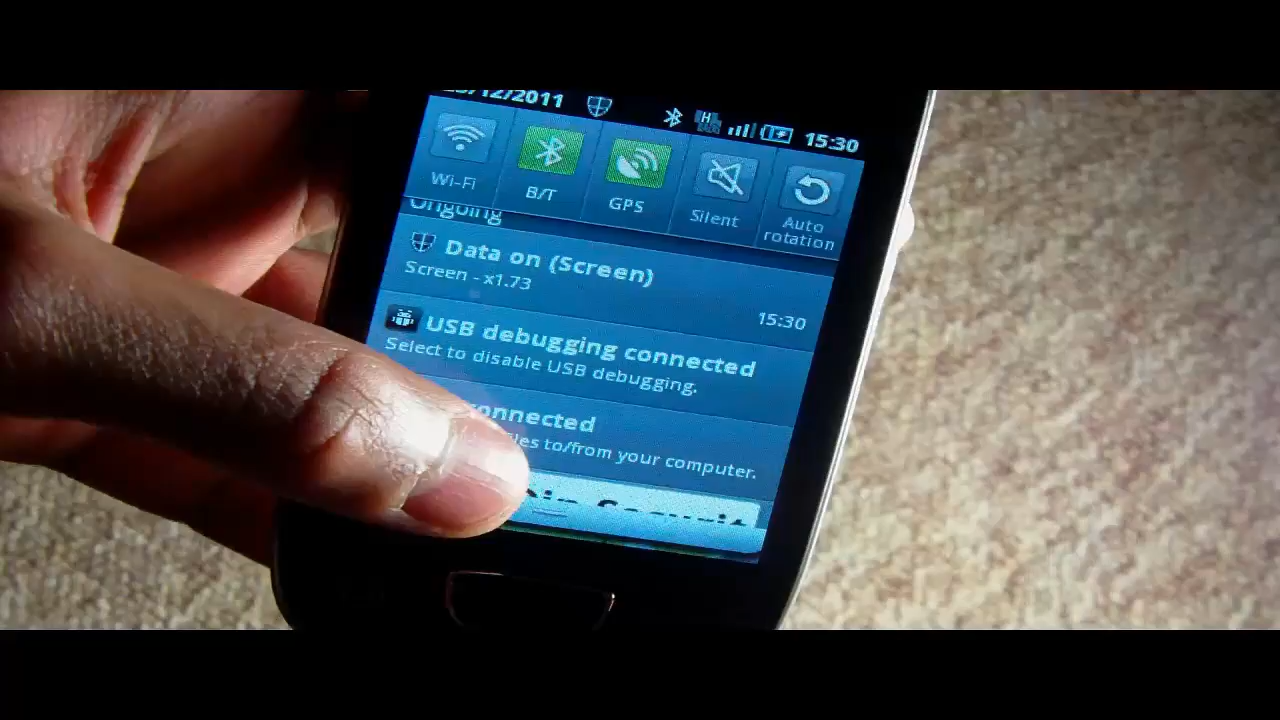 /12/2011
H
15:30
Wi-Fi
B/T
GPS
Silent
Auto
rotation
Ongoing
Data on (Screen)
Screen - x1.73
15:30
USB debugging connected
Select to disable USB debugging.
connected
to/from your computer.